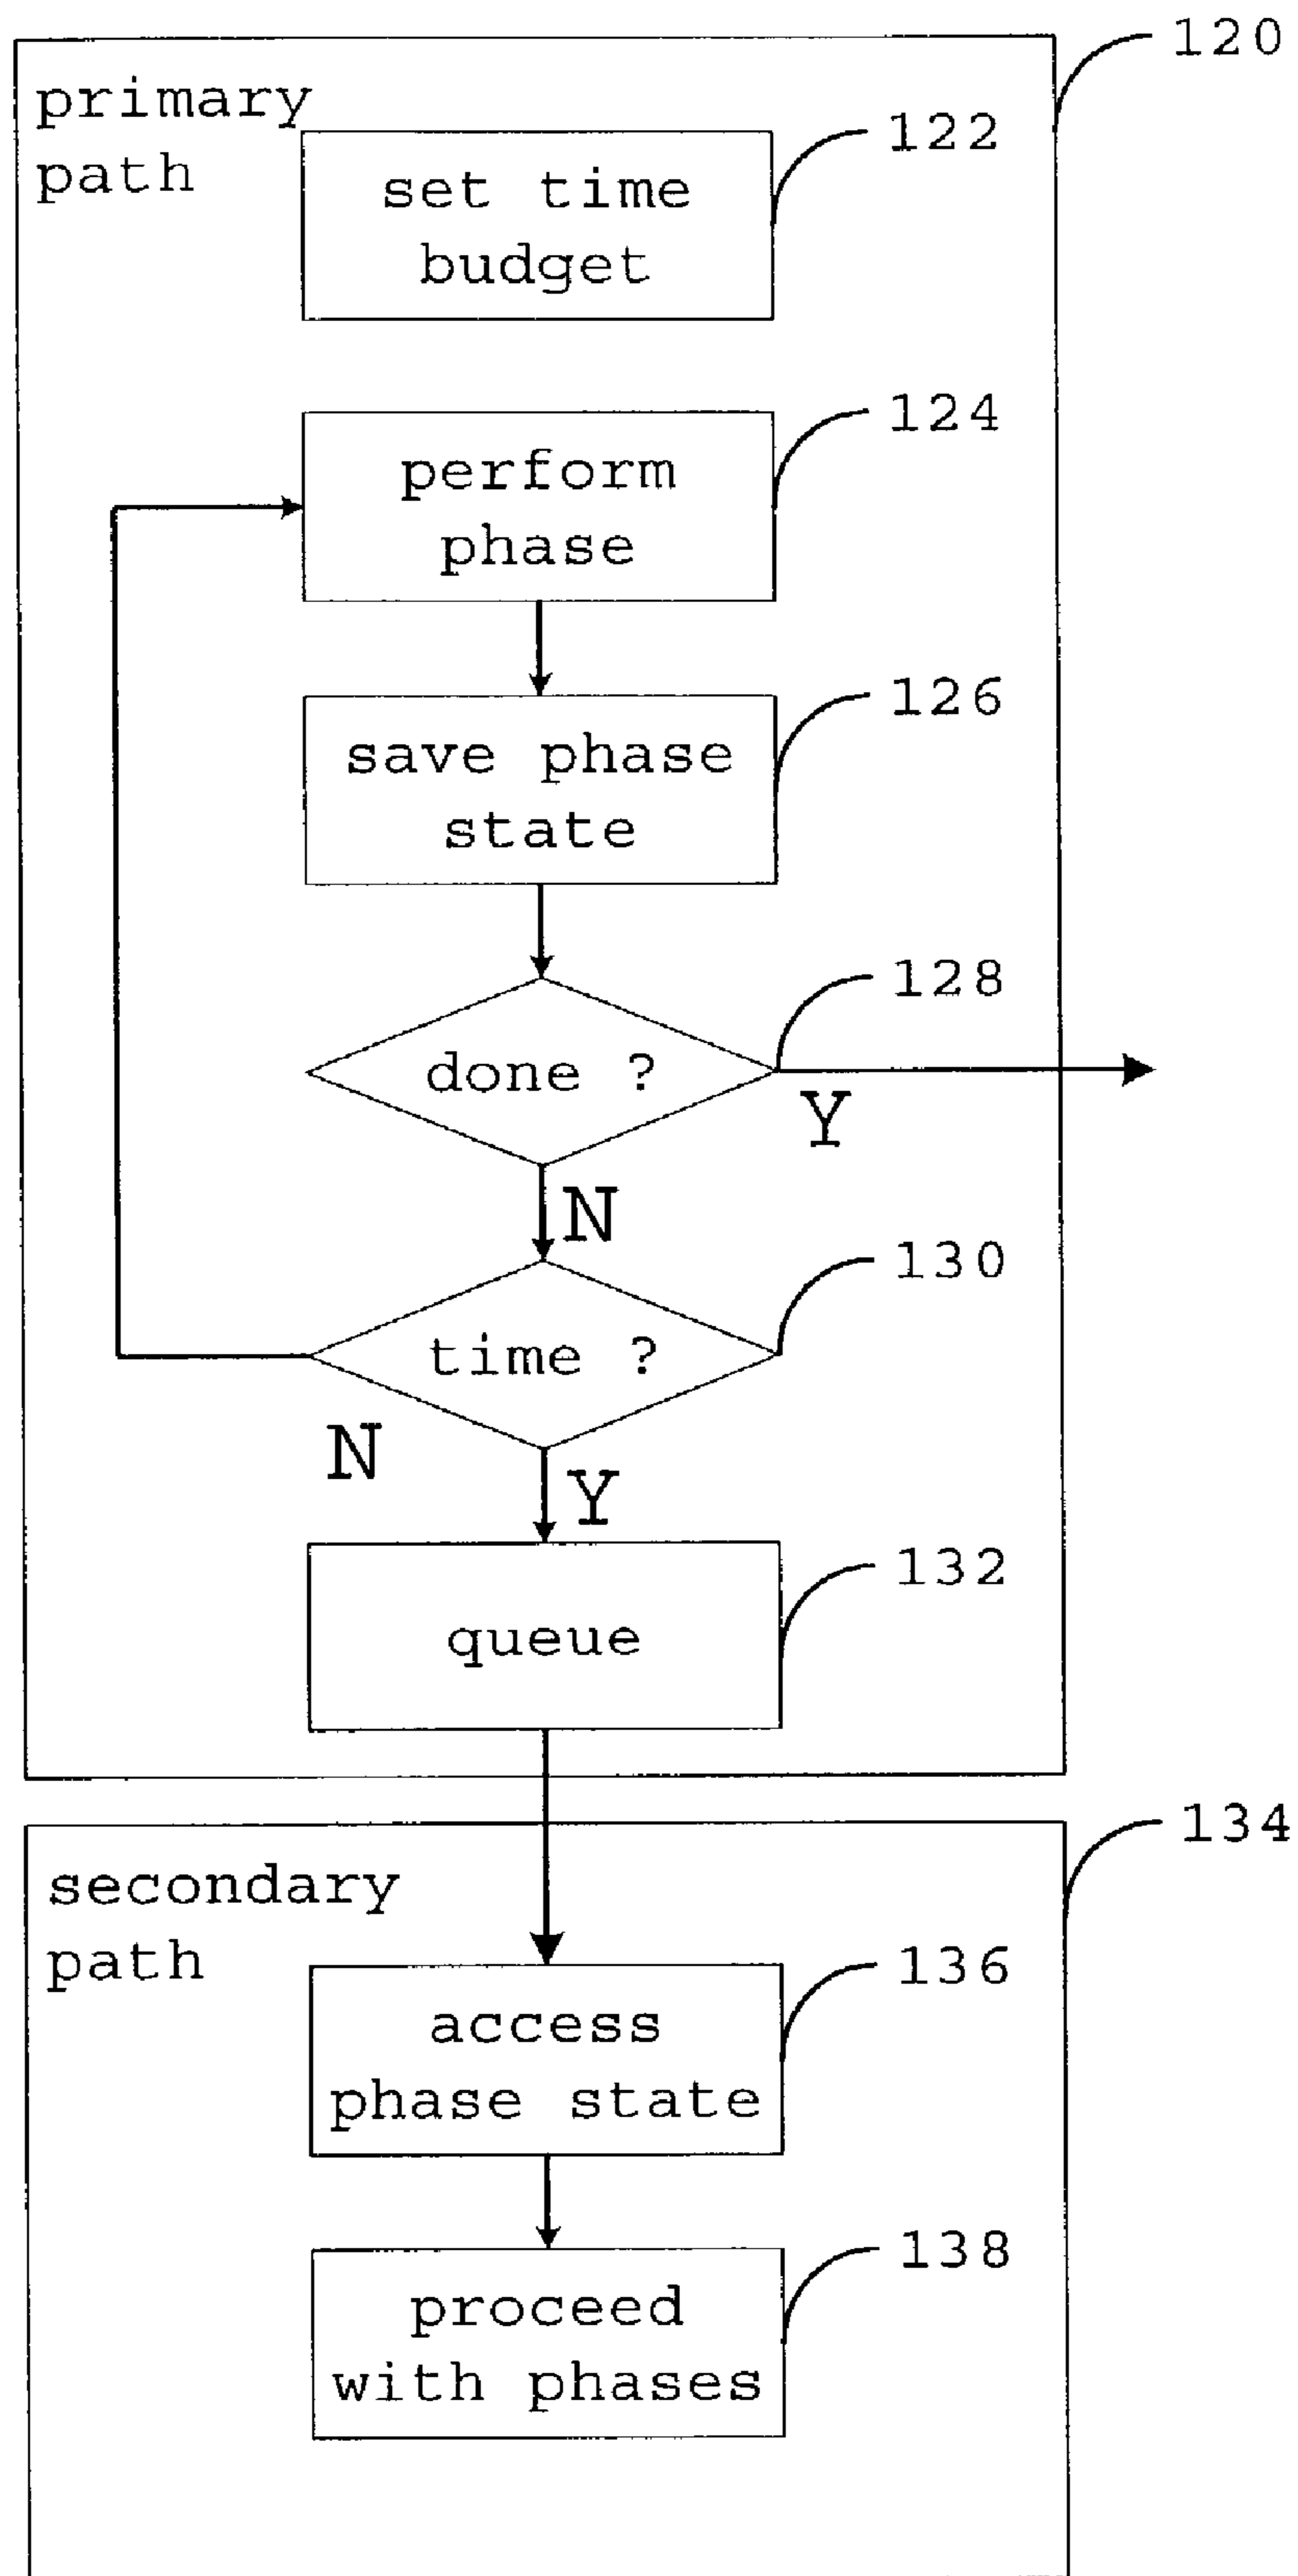 120
primary
path
122
set time
budget
124
perform
phase
126
save phase
state
128
done ?
Y
N
130
time ?
N
Y
132
queue
134
secondary
path
136
access
phase state
138
proceed
with phases